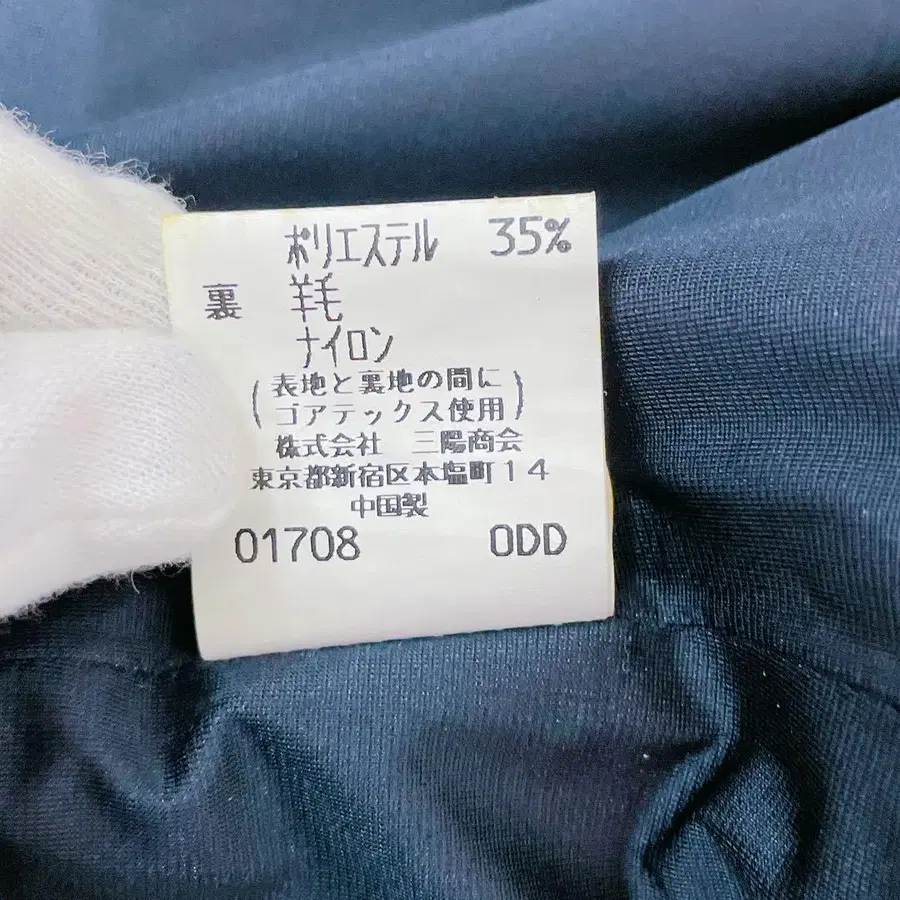 ポリエステル 35%
裏 羊毛
ナイロン
(表地と裏地の間に
ゴアテックス使用)
株式会社 三陽商会
東京都新宿区本塩町14
中国製
01708 ODD